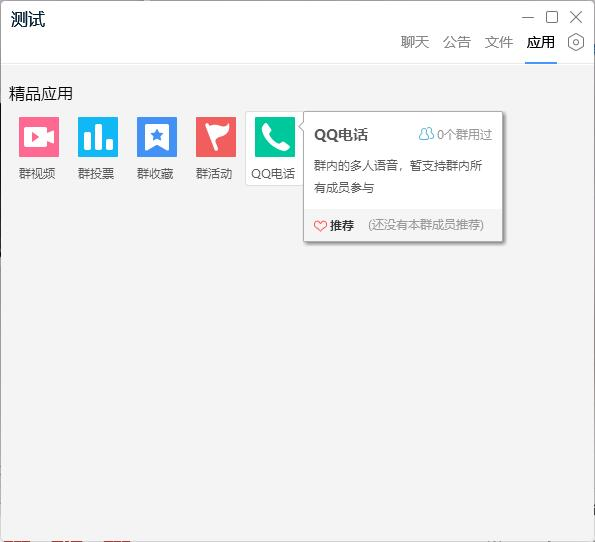 测试
聊天 公告 文件 应用
精品应用
群视频 群投票 群收藏 群活动 QQ电话
QQ电话 0个群用过
群内的多人语音，暂支持群内所
有成员参与
推荐 (还没有本群成员推荐)